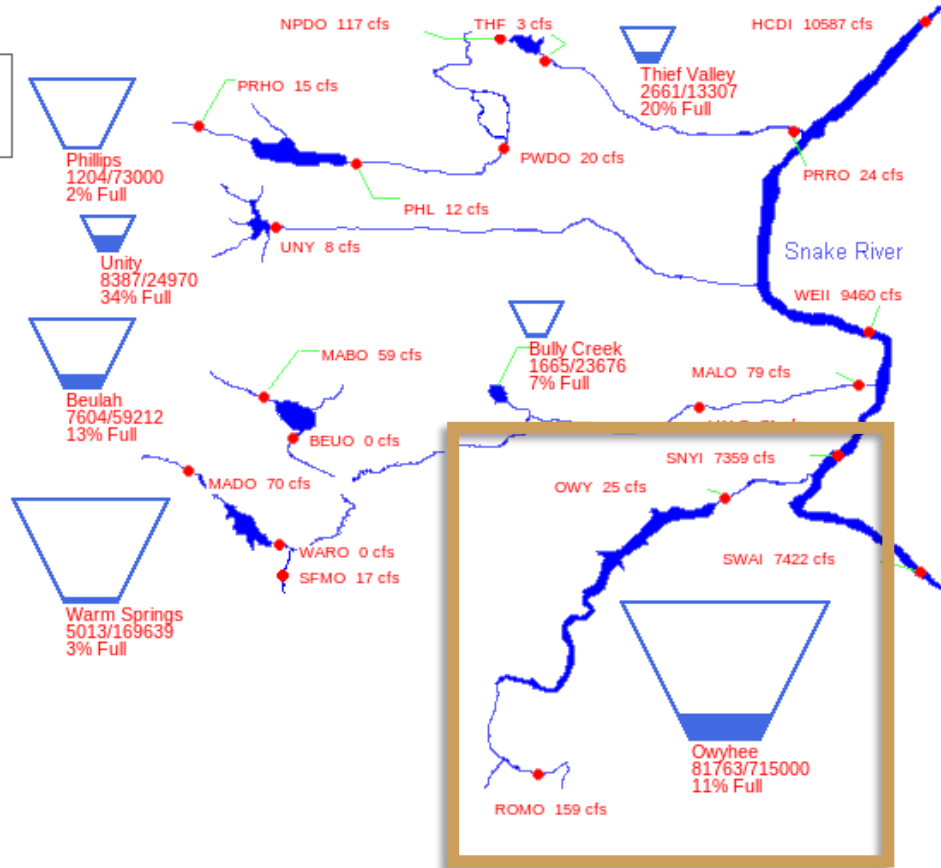 NPDO 117 cfs
THF 3 cfs
HCDI 10587 cfs
Thief Valley
2661/13307
20% Full
PRHO 15 cfs
Phillips
1204/73000
2% Full
PWDO 20 cfs
PRRO 24 cfs
PHL 12 cfs
UNY 8 cfs
Unity
8387/24970
34% Full
Snake River
WEII 9460 cfs
Bully Creek
1665/23676
7% Full
MABO 59 cfs
MALO 79 cfs
Beulah
7604/59212
13% Full
BEUO 0 cfs
SNYI 7359 cfs
MADO 70 cfs
OWY 25 cfs
WARO 0 cfs
SWAI 7422 cfs
SFMO 17 cfs
Warm Springs
5013/169639
3% Full
Owyhee
81763/715000
11% Full
ROMO 159 cfs